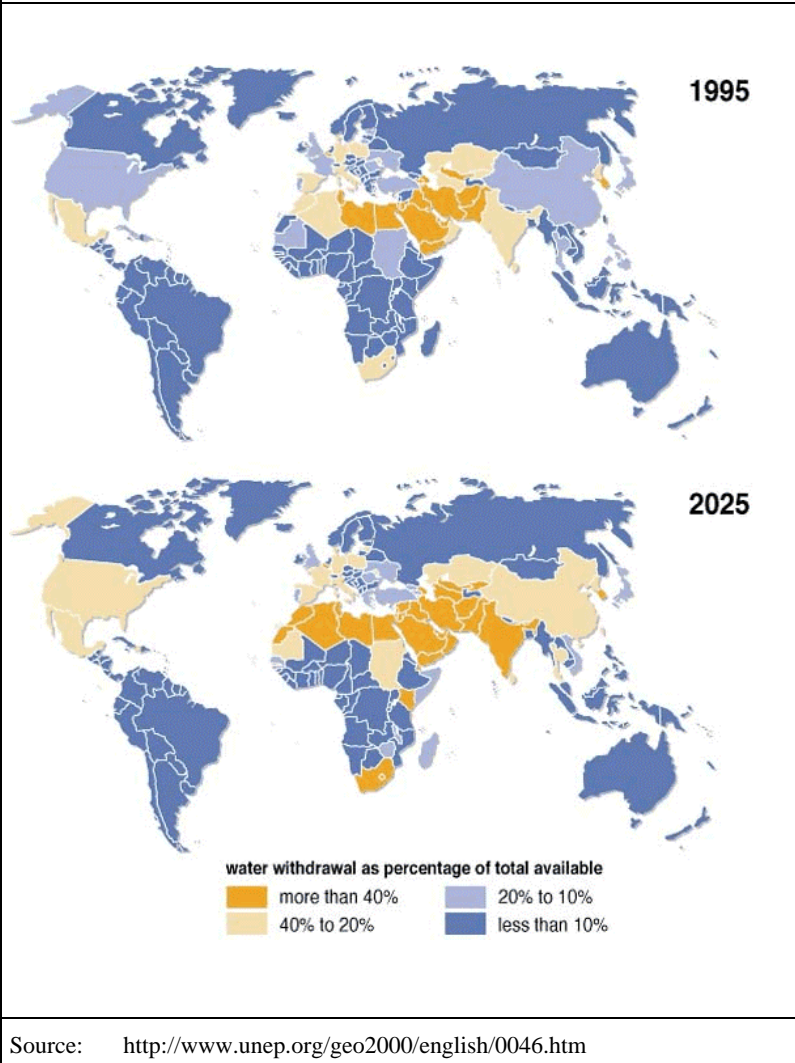 1995
2025
water withdrawal as percentage of total available
more than 40%
20% to 10%
40% to 20%
less than 10%
Source: http://www.unep.org/geo2000/english/0046.htm